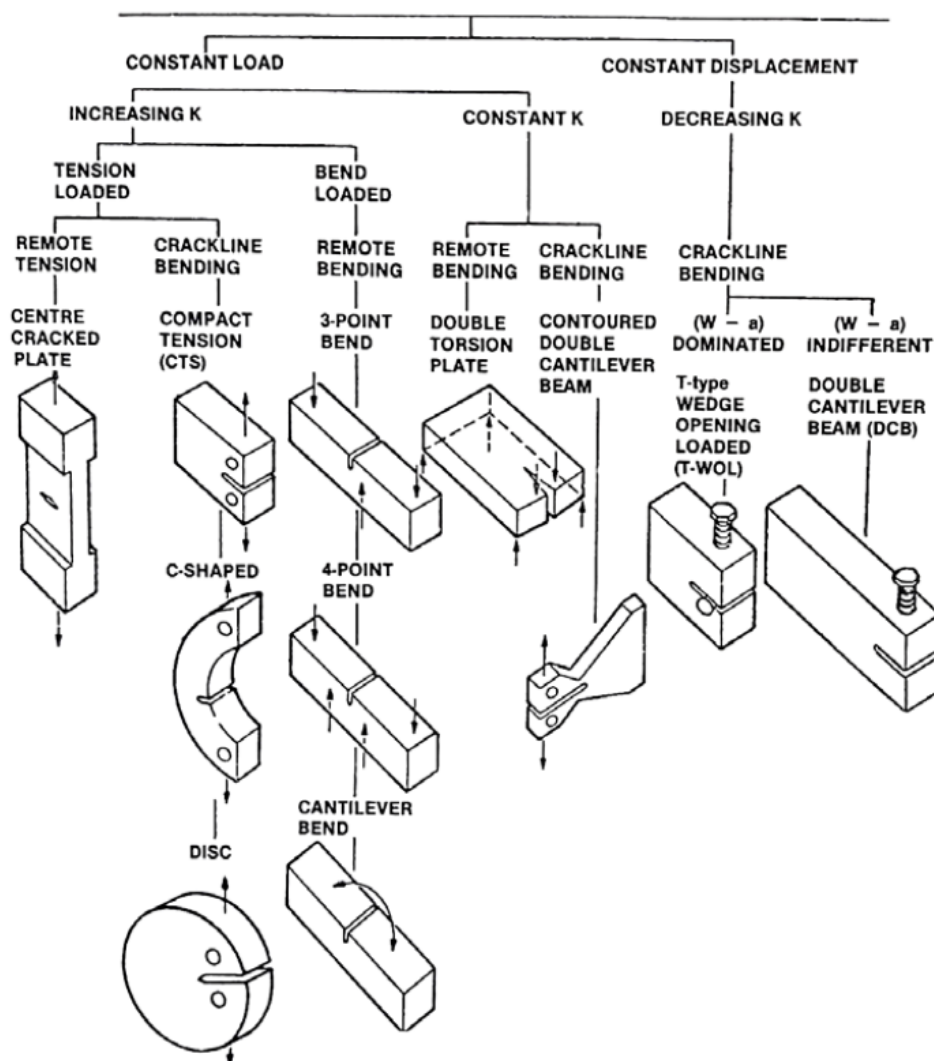 CONSTANT LOAD
CONSTANT DISPLACEMENT
INCREASING K
CONSTANT K
DECREASING K
TENSION
LOADED
BEND
LOADED
REMOTE
TENSION
CRACKLINE
BENDING
REMOTE
BENDING
REMOTE
BENDING
CRACKLINE
BENDING
CRACKLINE
BENDING
CENTRE
CRACKED
PLATE
COMPACT
TENSION
(CTS)
3-POINT
BEND
DOUBLE
TORSION
PLATE
CONTOURED
DOUBLE
CANTILEVER
BEAM
(W – a)
DOMINATED
(W – a)
INDIFFERENT
T-type
WEDGE
OPENING
LOADED
(T-WOL)
DOUBLE
CANTILEVER
BEAM (DCB)
C-SHAPED
4-POINT
BEND
CANTILEVER
BEND
DISC